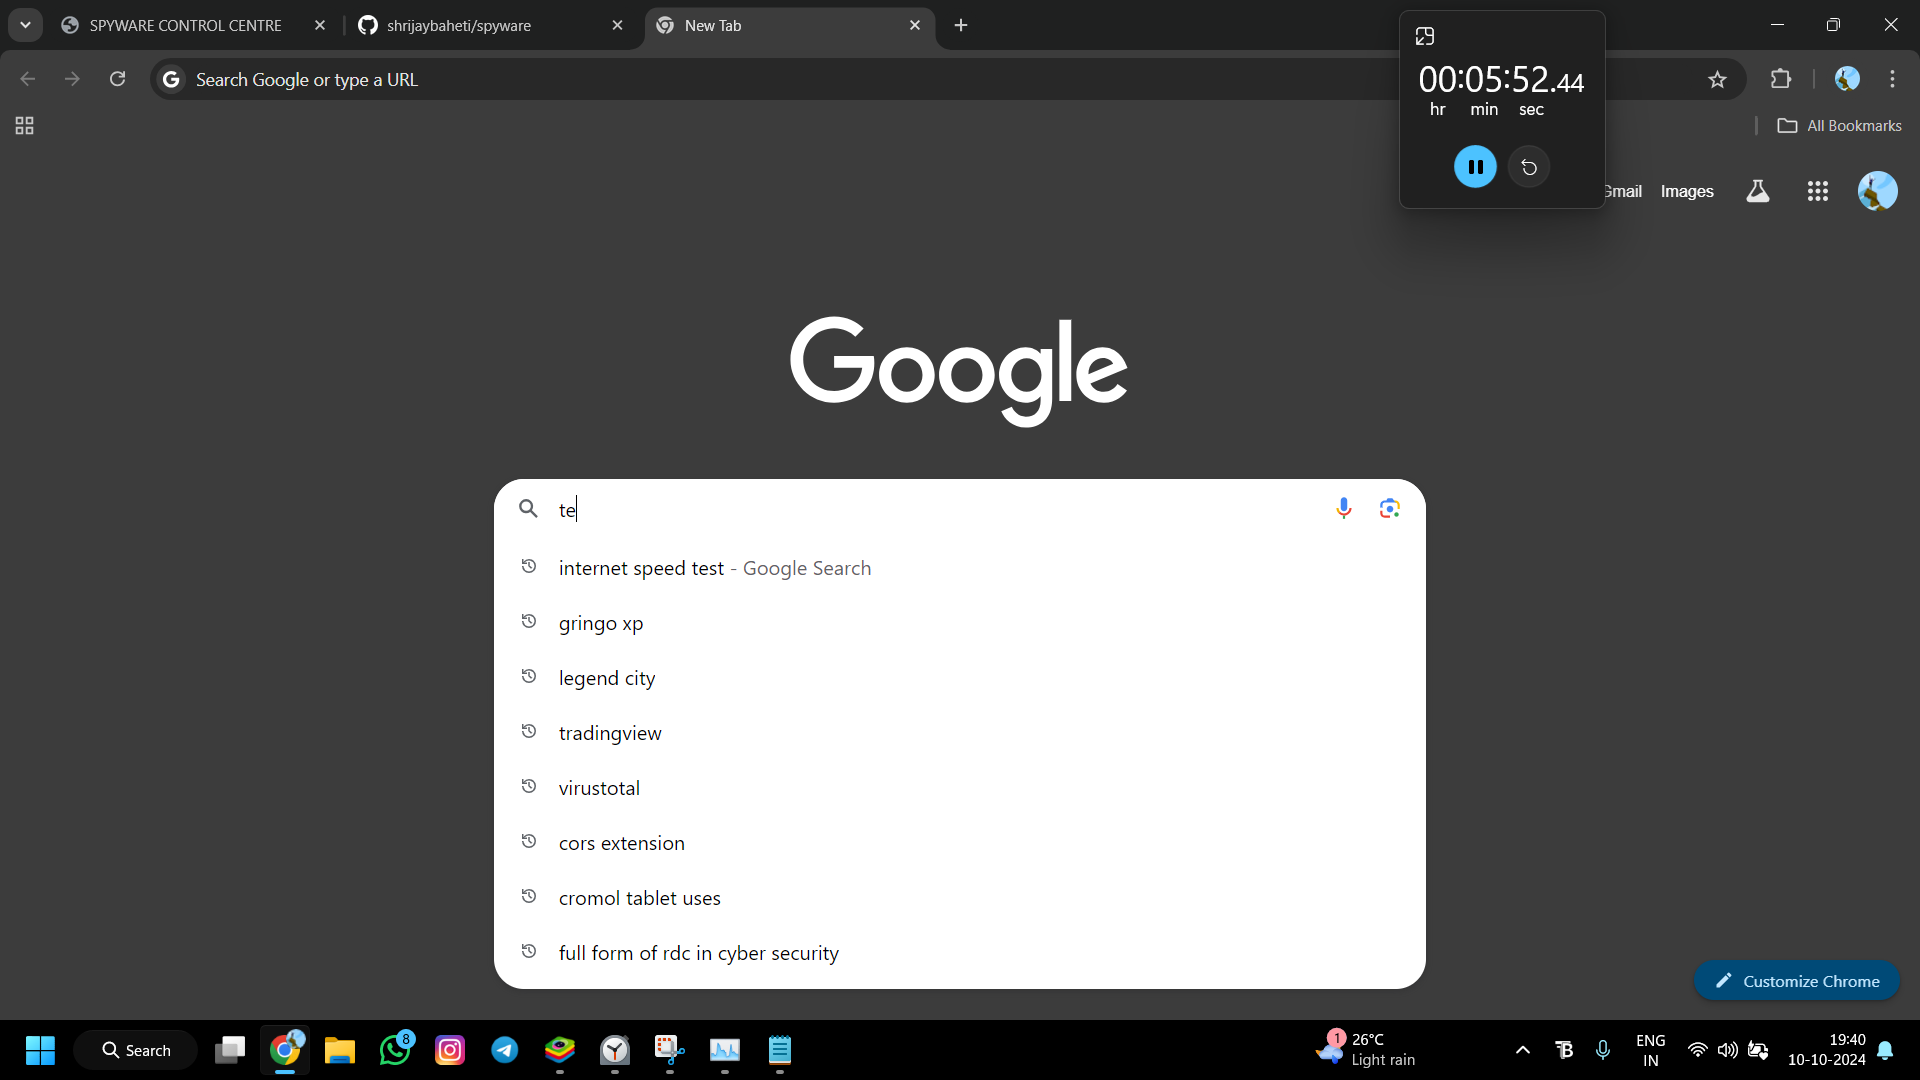 SPYWARE CONTROL CENTRE
shrijaybaheti/spyware
New Tab
Search Google or type a URL
00:05:52.44
hr min sec
All Bookmarks
Gmail Images
Google
te
internet speed test - Google Search
gringo xp
legend city
tradingview
virustotal
cors extension
cromol tablet uses
full form of rdc in cyber security
Customize Chrome
Search
8
1
26°C
Light rain
ENG
IN
19:40
10-10-2024